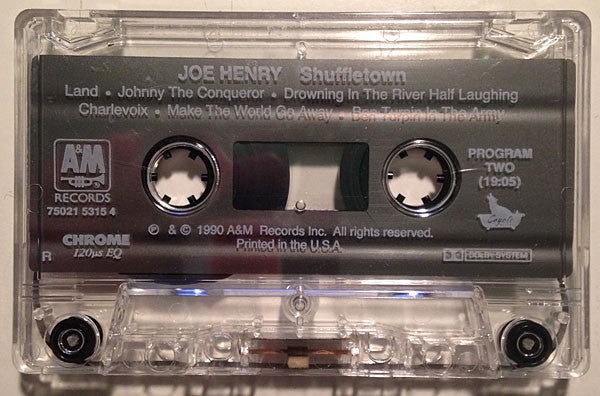 JOE HENRY Shuffletown
Land • Johnny The Conqueror • Drowning In The River Half Laughing
Charlevoix • Make The World Go Away • Ben Turpin In The Army
A&M
RECORDS
75021 5315 4
PROGRAM
TWO
(19:05)
Coyote
℗ & © 1990 A&M Records Inc. All rights reserved.
Printed in the U.S.A.
CHROME
120µs EQ
R
DOLBY SYSTEM